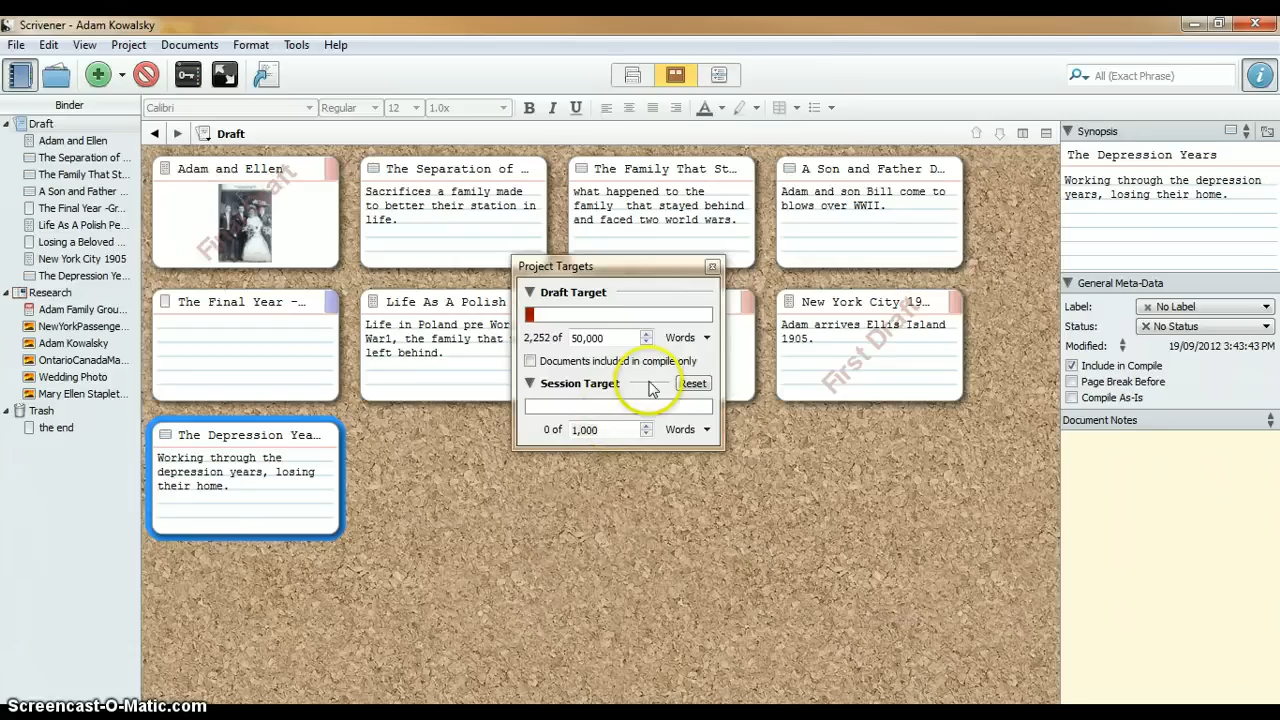 Scrivener - Adam Kowalsky
File Edit View Project Documents Format Tools Help
All (Exact Phrase)
Binder
Calibri Regular 12 1.0x B I U A
Draft
Adam and Ellen
The Separation of ...
The Family That St...
A Son and Father ...
The Final Year -Gr...
Life As A Polish Pe...
Losing a Beloved ...
New York City 1905
The Depression Ye...
Research
Adam Family Grou...
NewYorkPassenge...
Adam Kowalsky
OntarioCanadaMa...
Wedding Photo
Mary Ellen Staplet...
Trash
the end
Draft
Adam and Ellen
First Draft
The Separation of ...
Sacrifices a family made
to better their station in
life.
The Family That St...
what happened to the
family that stayed behind
and faced two world wars.
A Son and Father D...
Adam and son Bill come to
blows over WWII.
The Final Year -...
Life As A Polish
Life in Poland pre Wor
War1, the family that
left behind.
New York City 19...
Adam arrives Ellis Island
1905.
First Draft
The Depression Yea...
Working through the
depression years, losing
their home.
Project Targets
Draft Target
2,252 of 50,000 Words
Documents included in compile only
Session Target Reset
0 of 1,000 Words
Synopsis
The Depression Years
Working through the depression
years, losing their home.
General Meta-Data
Label: No Label
Status: No Status
Modified: 19/09/2012 3:43:43 PM
Include in Compile
Page Break Before
Compile As-Is
Document Notes
Screencast-O-Matic.com